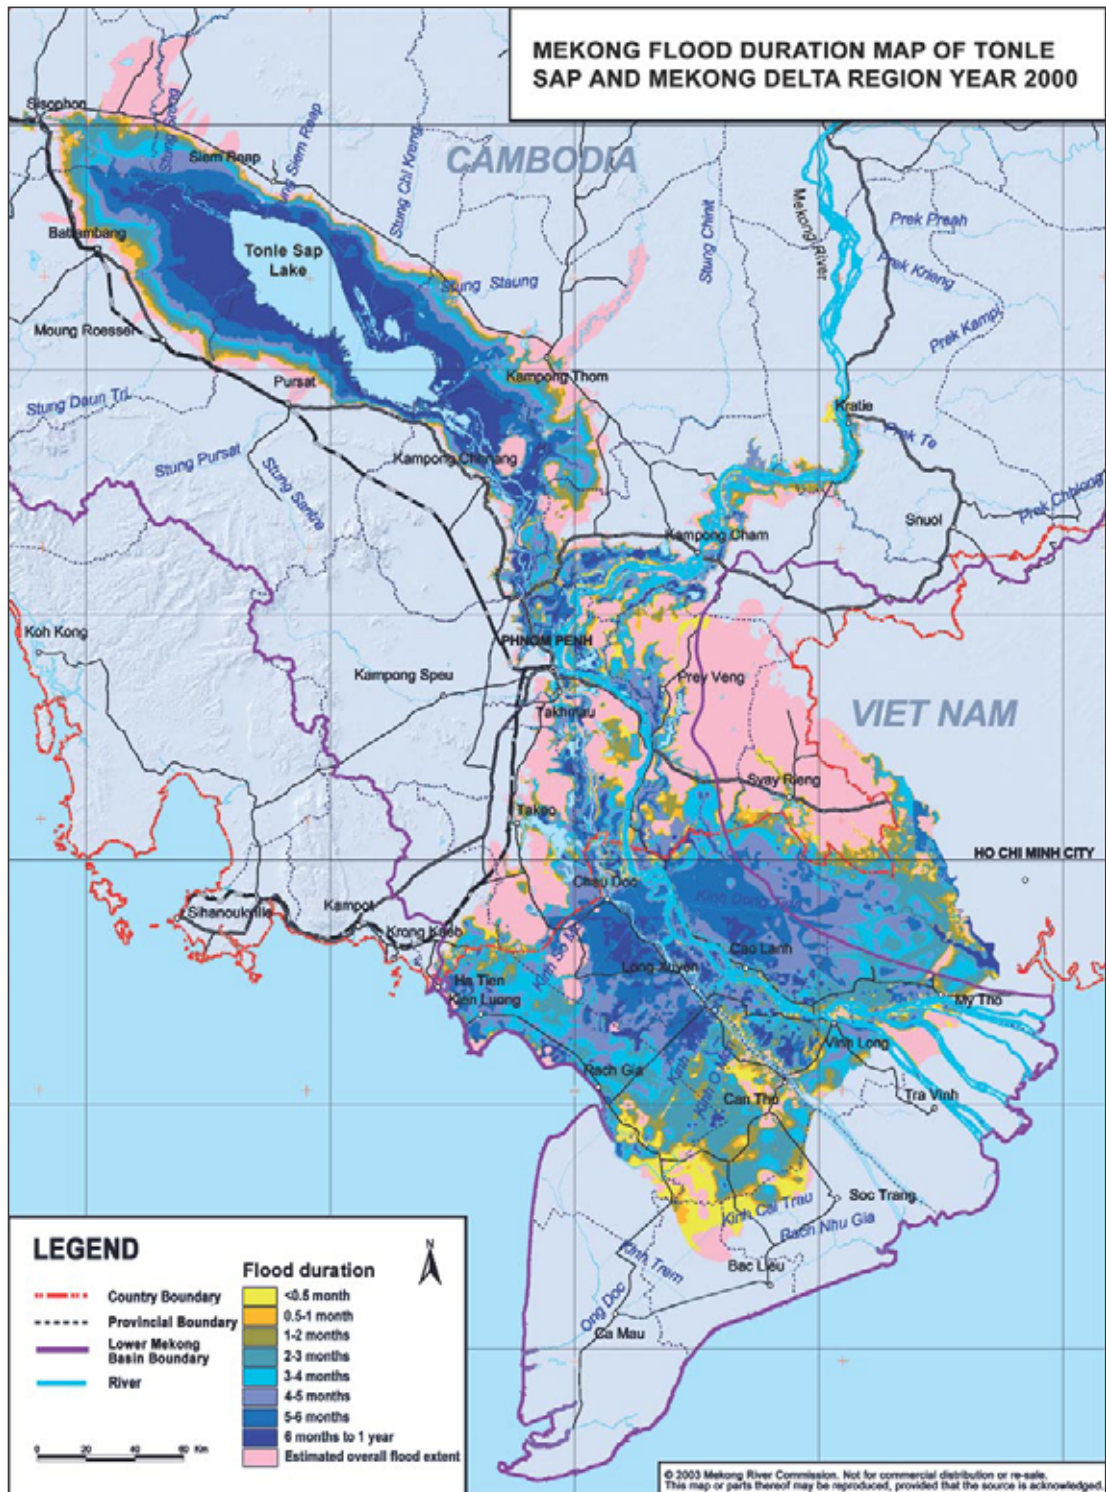 MEKONG FLOOD DURATION MAP OF TONLE
SAP AND MEKONG DELTA REGION YEAR 2000
Sisophon
Stung Sreng
Siem Reap
Stung Siem Reap
Stung Chi Kreng
CAMBODIA
Stung Chinit
Mekong River
Prek Preah
Prek Krieng
Prek Kampi
Battambang
Tonle Sap
Lake
Stung Staung
Moung Roessei
Pursat
Kampong Thom
Stung Daun Tri
Kratie
Prek Te
Stung Pursat
Stung Santre
Kampong Chhnang
Prek Chhlong
Snuol
Kampong Cham
Koh Kong
PHNOM PENH
Kampong Speu
Prey Veng
Takhmau
VIET NAM
Svay Rieng
Takeo
HO CHI MINH CITY
Chau Doc
Sihanoukville
Kampot
Krong Kaeb
Cao Lanh
Long Xuyen
Ha Tien
Kien Luong
My Tho
Vinh Long
Rach Gia
Can Tho
Tra Vinh
Soc Trang
Kinh Cai Trau
Rach Nhu Gia
Kinh Trem
Bac Lieu
Ong Doc
Ca Mau
LEGEND
N
Country Boundary
Provincial Boundary
Lower Mekong
Basin Boundary
River
0 20 40 60 Km
Flood duration
<0.5 month
0.5-1 month
1-2 months
2-3 months
3-4 months
4-5 months
5-6 months
6 months to 1 year
Estimated overall flood extent
© 2003 Mekong River Commission. Not for commercial distribution or re-sale.
This map or parts thereof may be reproduced, provided that the source is acknowledged.